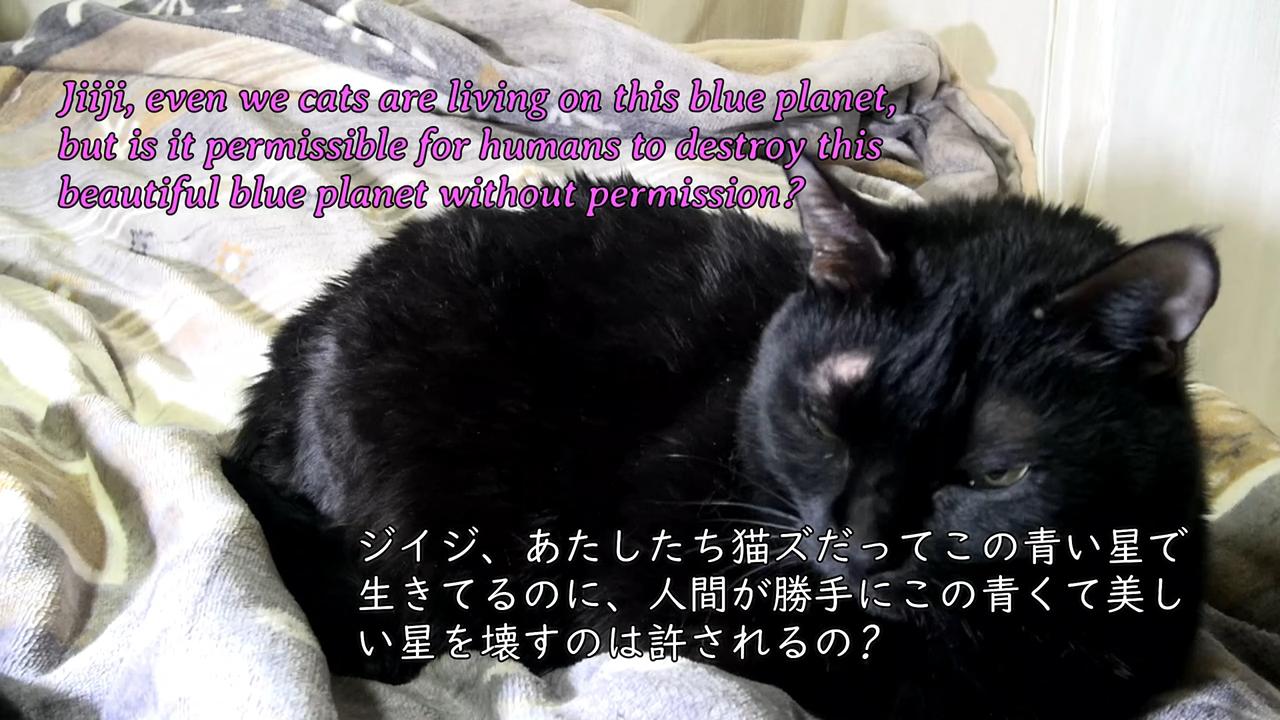 Jiiji, even we cats are living on this blue planet,
but is it permissible for humans to destroy this
beautiful blue planet without permission?
ジイジ、あたしたち猫ズだってこの青い星で
生きてるのに、人間が勝手にこの青くて美し
い星を壊すのは許されるの?